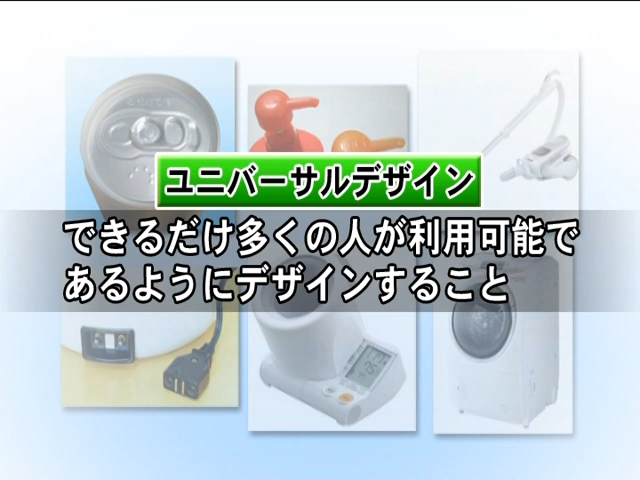 ユニバーサルデザイン
できるだけ多くの人が利用可能で
あるようにデザインすること